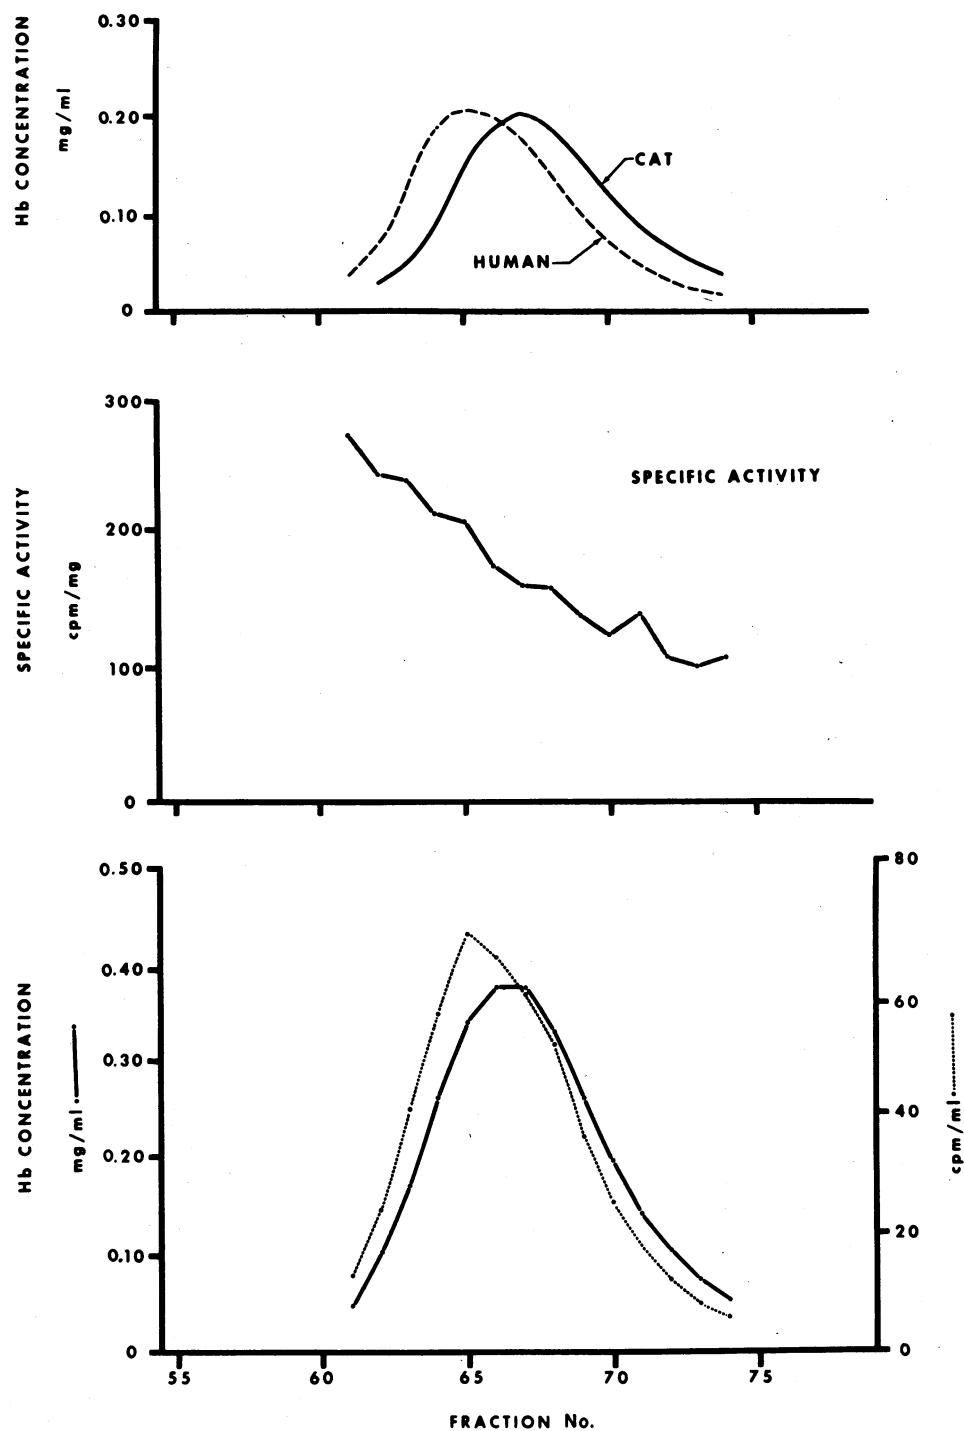 Hb CONCENTRATION
mg/ml
0.30
0.20
0.10
0
CAT
HUMAN
SPECIFIC ACTIVITY
cpm/mg
300
200
100
0
SPECIFIC ACTIVITY
Hb CONCENTRATION
mg/ml
0.50
0.40
0.30
0.20
0.10
0
80
60
40
20
0
cpm/ml
55 60 65 70 75
FRACTION No.